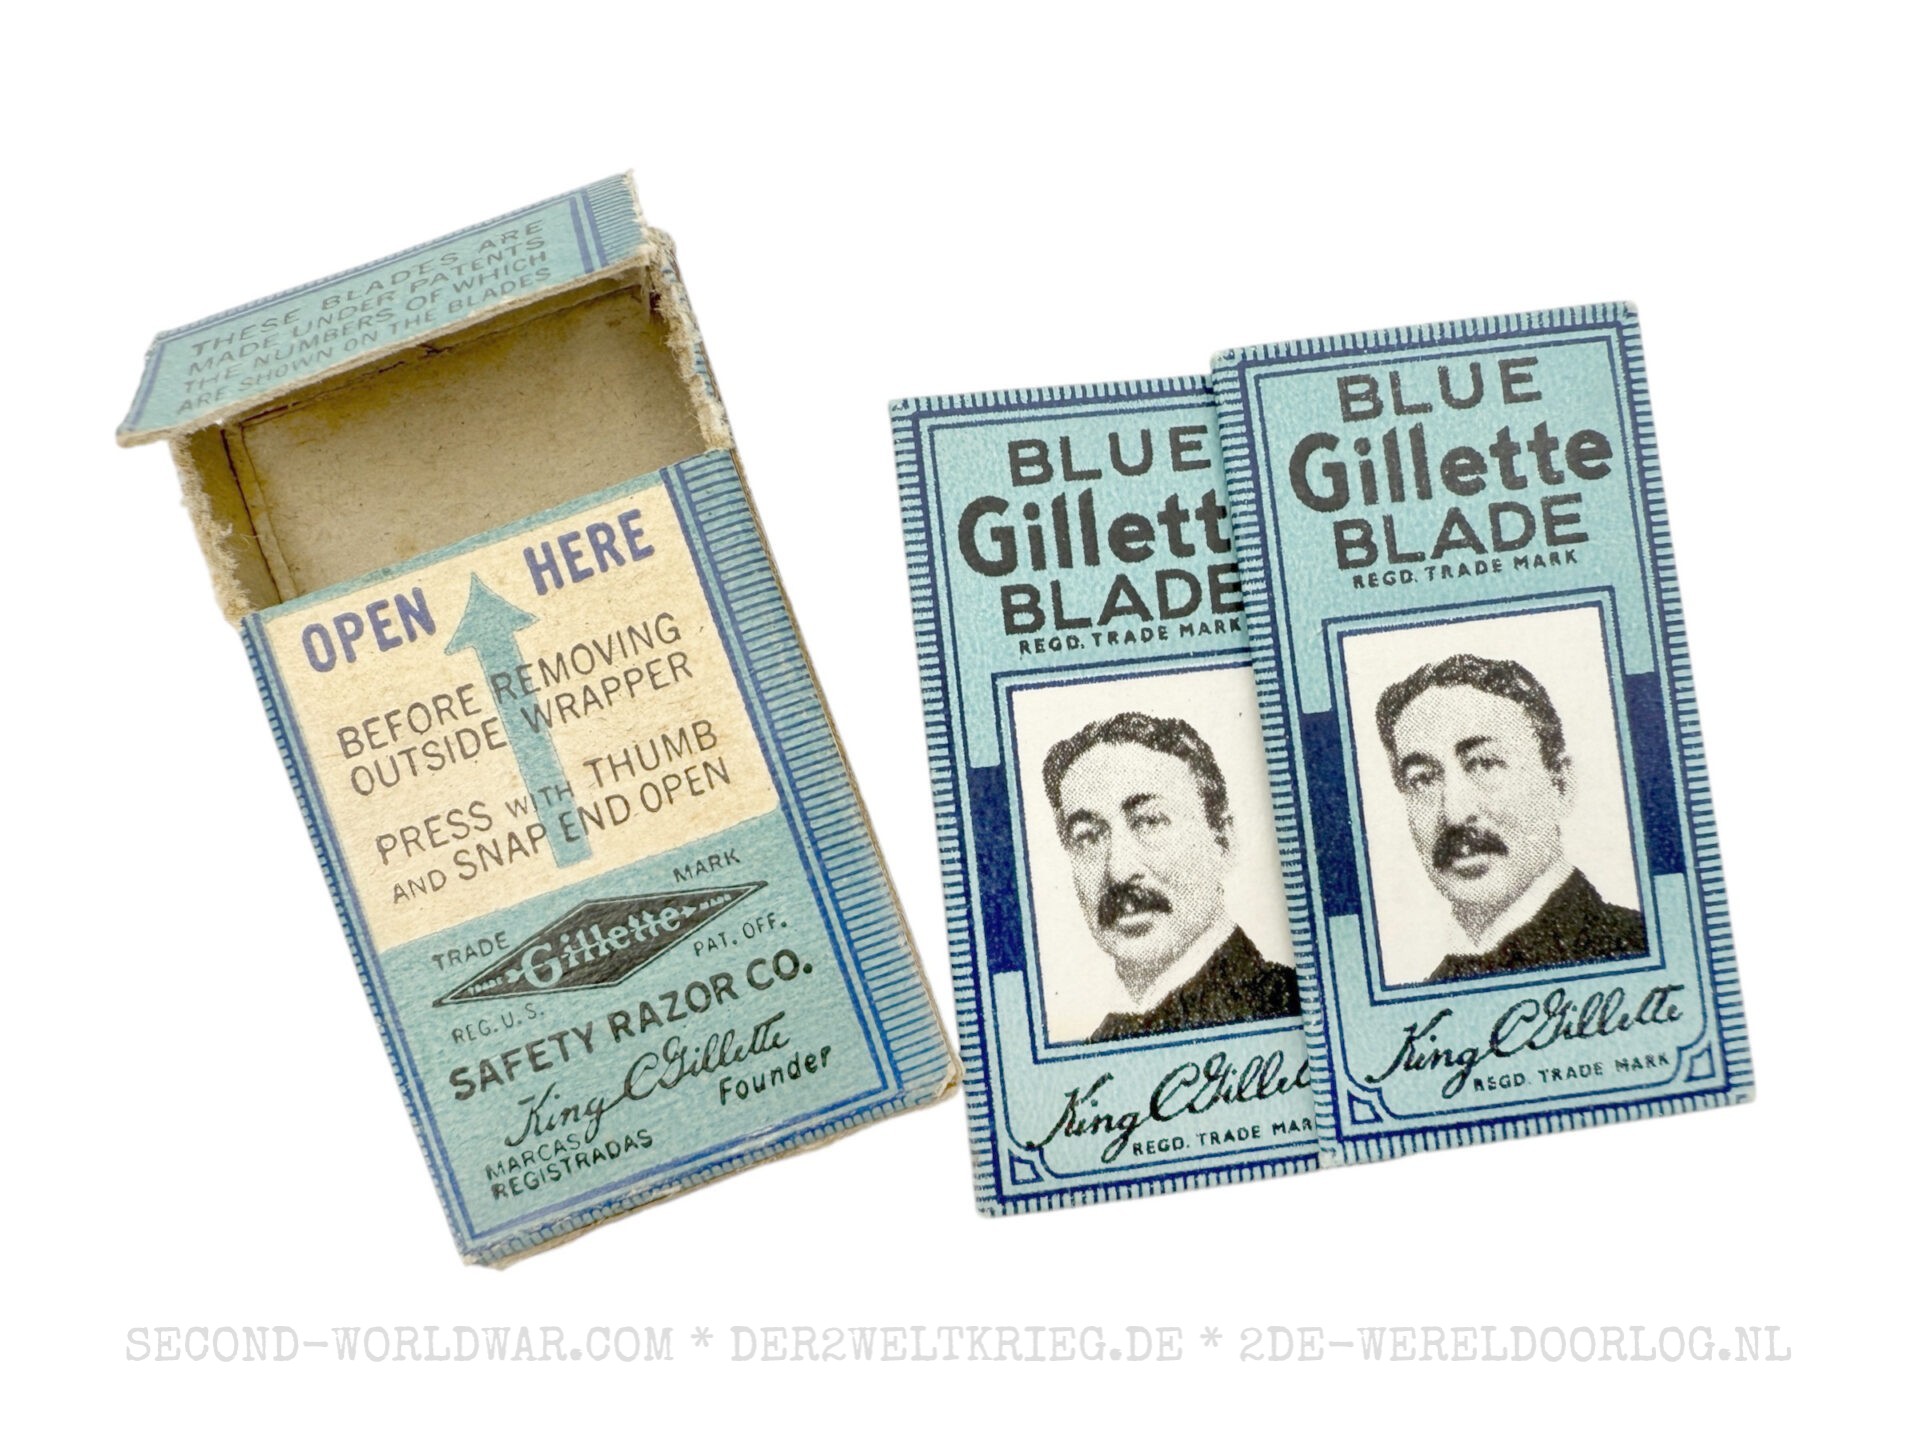 THESE BLADES ARE
MADE UNDER PATENTS
THE NUMBERS OF WHICH
ARE SHOWN ON THE BLADES
OPEN HERE
BEFORE REMOVING
OUTSIDE WRAPPER
PRESS WITH THUMB
AND SNAP END OPEN
TRADE MARK
Gillette
REG. U. S. PAT. OFF.
SAFETY RAZOR CO.
King C Gillette
Founder
MARCAS
REGISTRADAS
BLUE
Gillett
BLADE
REGD. TRADE MARK
King C Gillet
REGD. TRADE MAR
BLUE
Gillette
BLADE
REGD. TRADE MARK
King C Gillette
REGD. TRADE MARK
SECOND-WORLDWAR.COM * DER2WELTKRIEG.DE * 2DE-WERELDOORLOG.NL